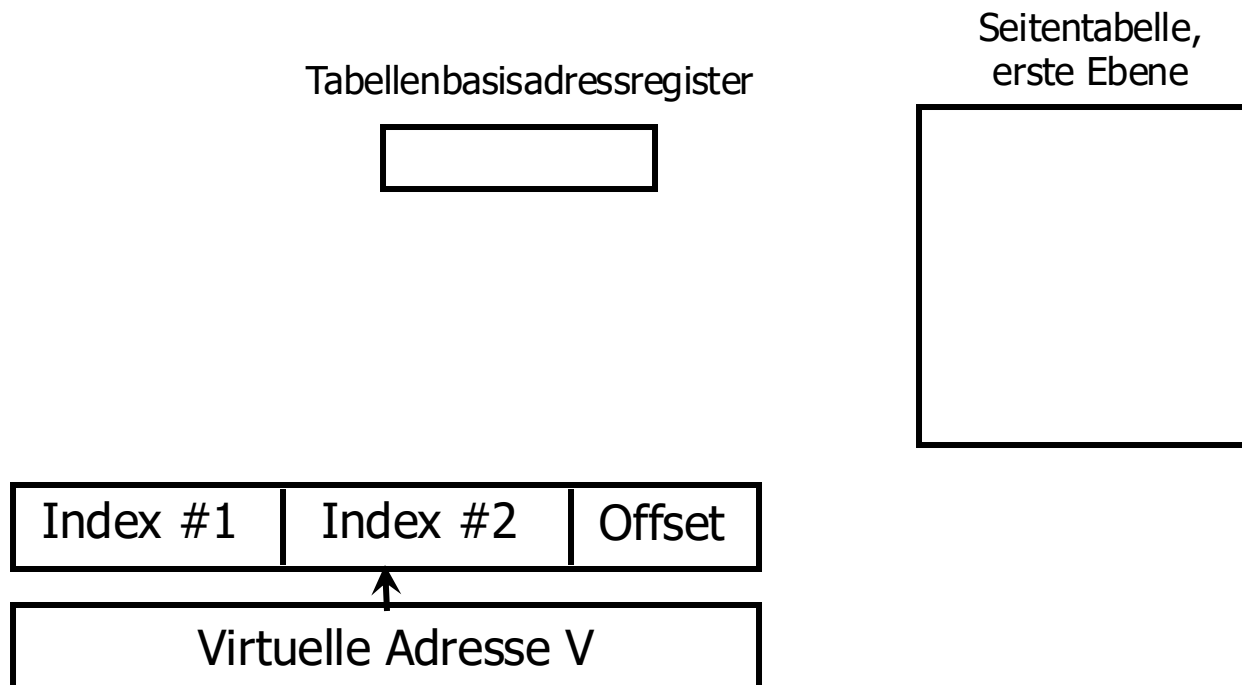 Seitentabelle,
erste Ebene
Tabellenbasisadressregister
Index #1
Index #2
Offset
Virtuelle Adresse V